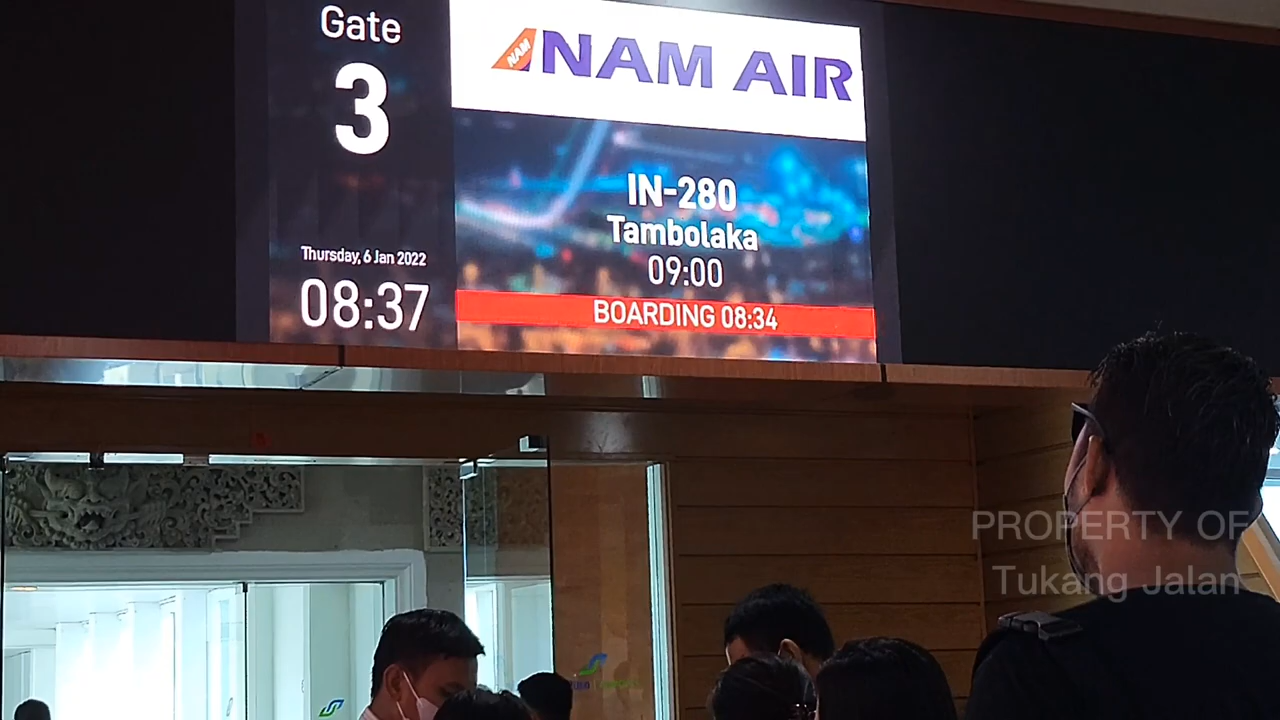 Gate
3
Thursday, 6 Jan 2022
08:37
NAM
NAM AIR
IN-280
Tambolaka
09:00
BOARDING 08:34
PROPERTY OF
Tukang Jalan